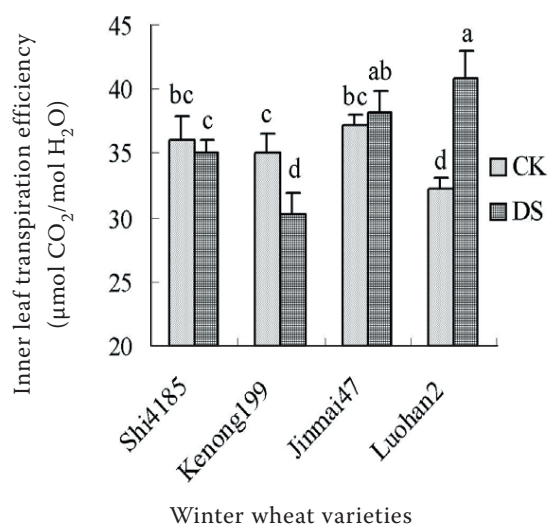 45
40
35
30
25
20
Inner leaf transpiration efficiency
(μmol CO₂/mol H₂O)
bc
c
c
d
bc
ab
d
a
CK
DS
Shi4185
Kenong199
Jinmai47
Luohan2
Winter wheat varieties